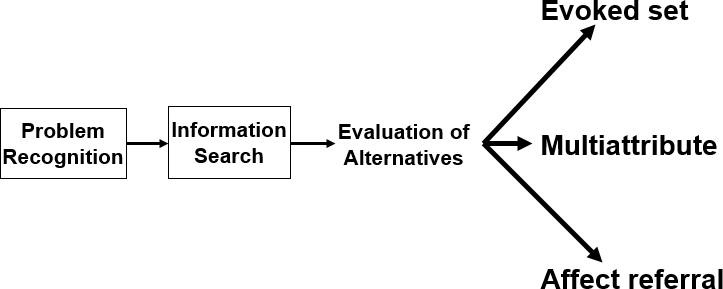 Evoked set
Problem
Recognition
Information
Search
Evaluation of
Alternatives
Multiattribute
Affect referral